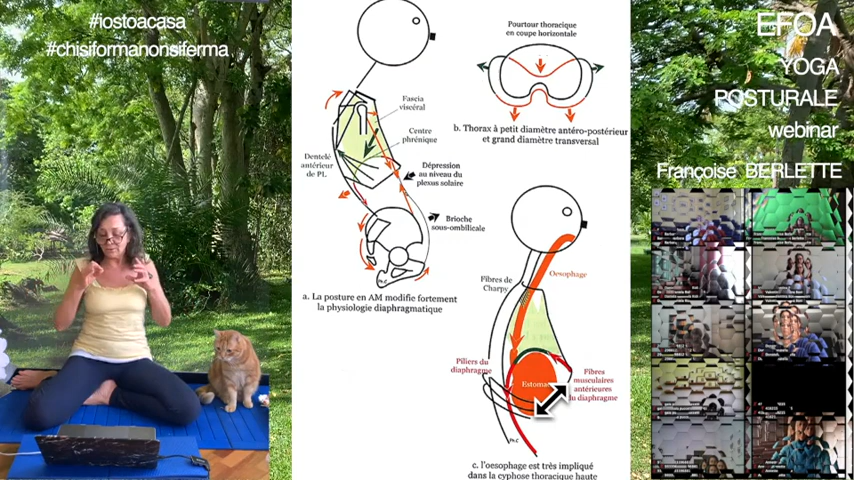 #iostoacasa
#chisiformanonsiferma
Fascia
viscéral
Centre
phrénique
Dentelé
antérieur
de PL
Dépression
au niveau du
plexus solaire
Brioche
sous-ombilicale
a. La posture en AM modifie fortement
la physiologie diaphragmatique
Pourtour thoracique
en coupe horizontale
b. Thorax à petit diamètre antéro-postérieur
et grand diamètre transversal
Oesophage
Fibres de
Charpy
Piliers du
diaphragme
Estomac
Fibres
musculaires
antérieures
du diaphragme
c. l'oesophage est très impliqué
dans la cyphose thoracique haute
EFOA
YOGA
POSTURALE
webinar
Françoise BERLETTE